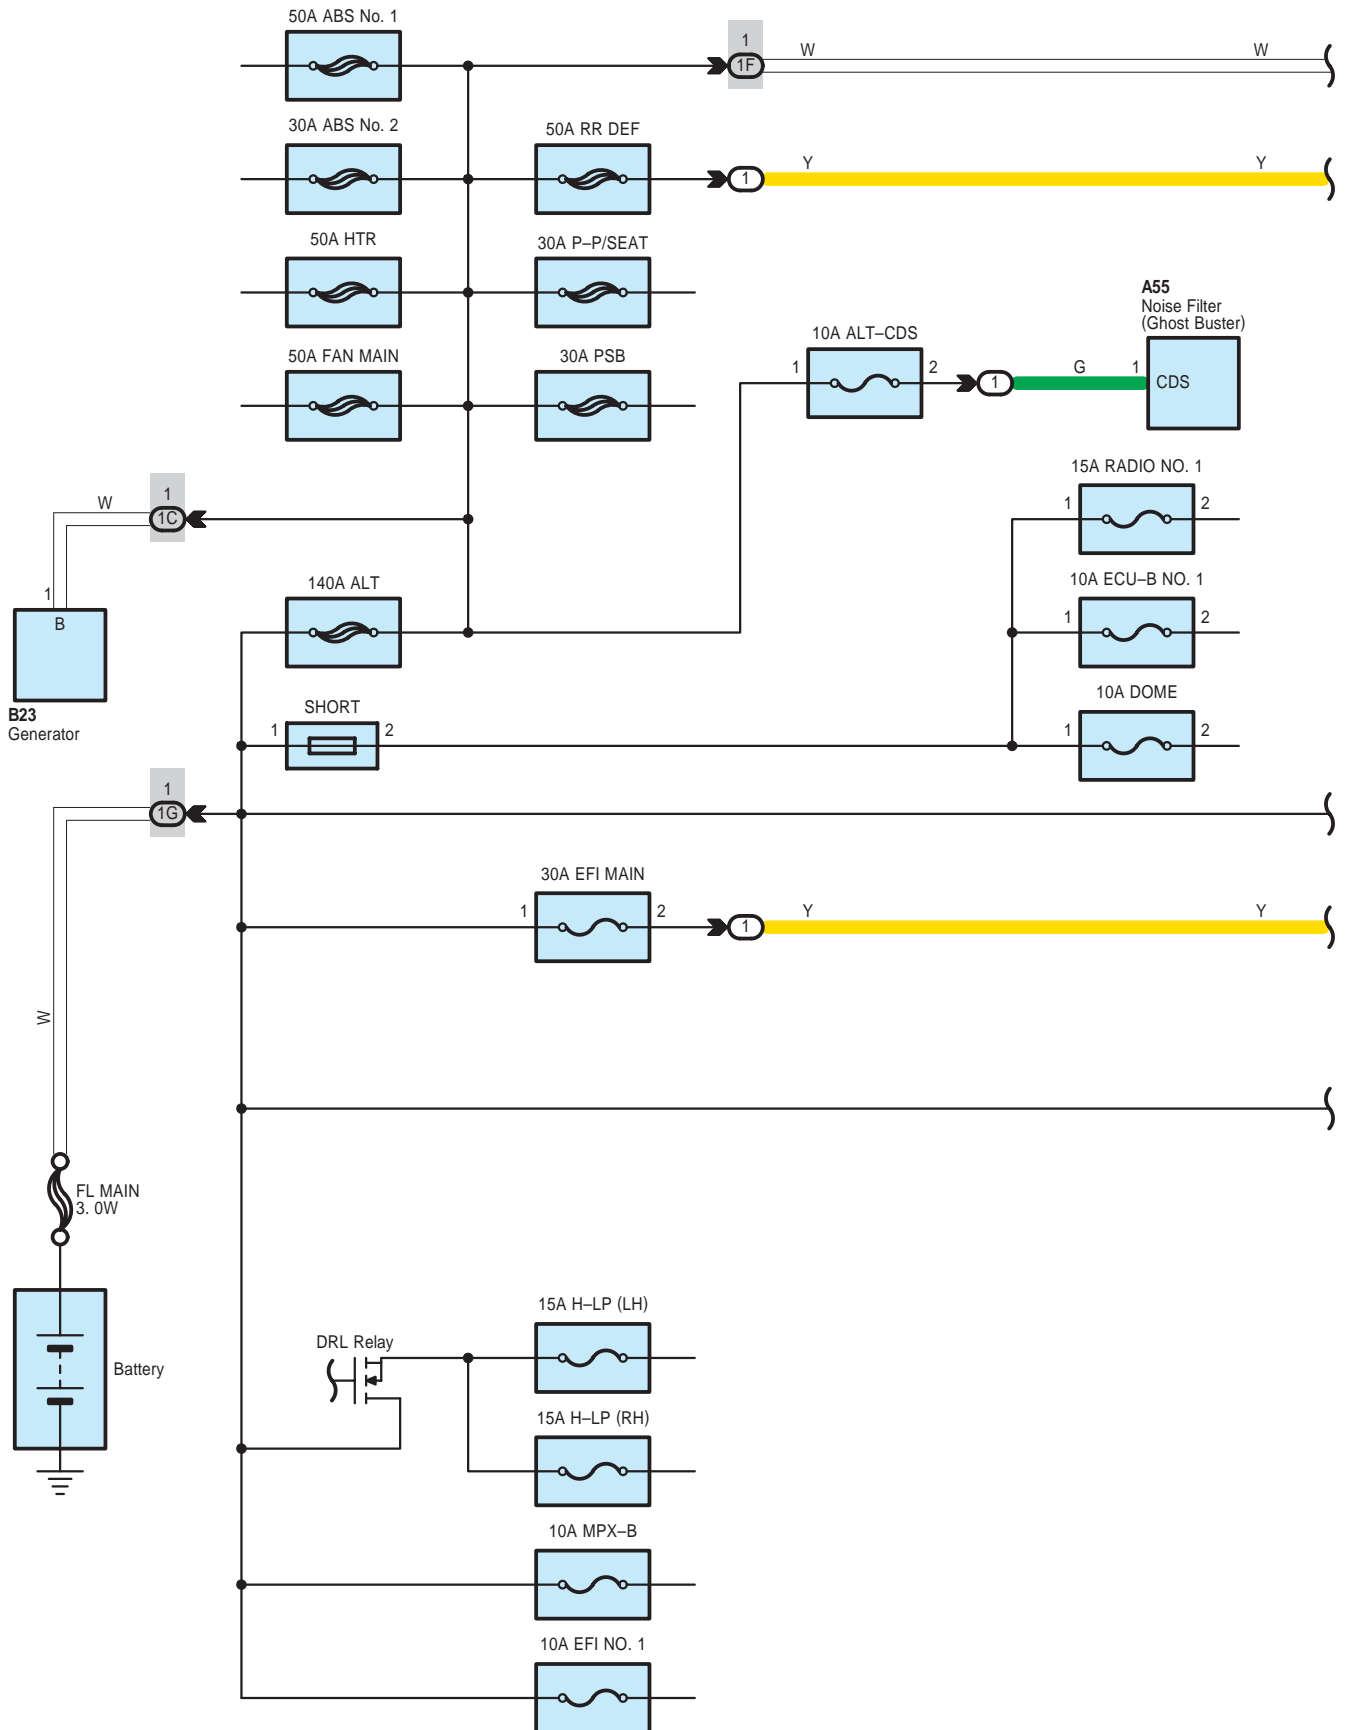 50A ABS No. 1
1
1F
W
W
30A ABS No. 2
50A RR DEF
1
Y
Y
50A HTR
30A P–P/SEAT
A55
Noise Filter
(Ghost Buster)
10A ALT–CDS
1
2
1
G
1
CDS
50A FAN MAIN
30A PSB
15A RADIO NO. 1
1
2
W
1
1C
10A ECU–B NO. 1
1
2
140A ALT
1
B
B23
Generator
SHORT
1
2
10A DOME
1
2
1
1G
30A EFI MAIN
1
2
1
Y
Y
W
FL MAIN
3. 0W
Battery
DRL Relay
15A H–LP (LH)
15A H–LP (RH)
10A MPX–B
10A EFI NO. 1